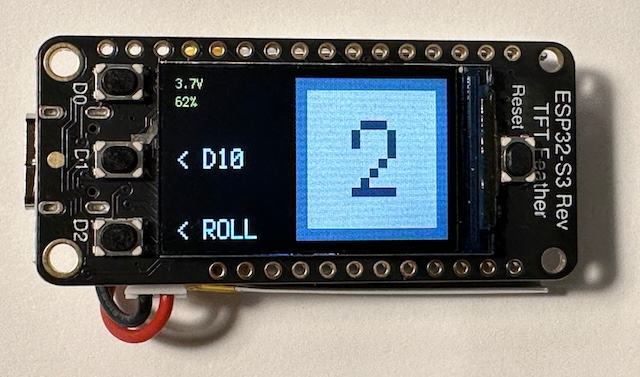 D0
D1
D2
3.7V
62%
< D10
< ROLL
2
Reset
ESP32-S3 Rev
TFT Feather